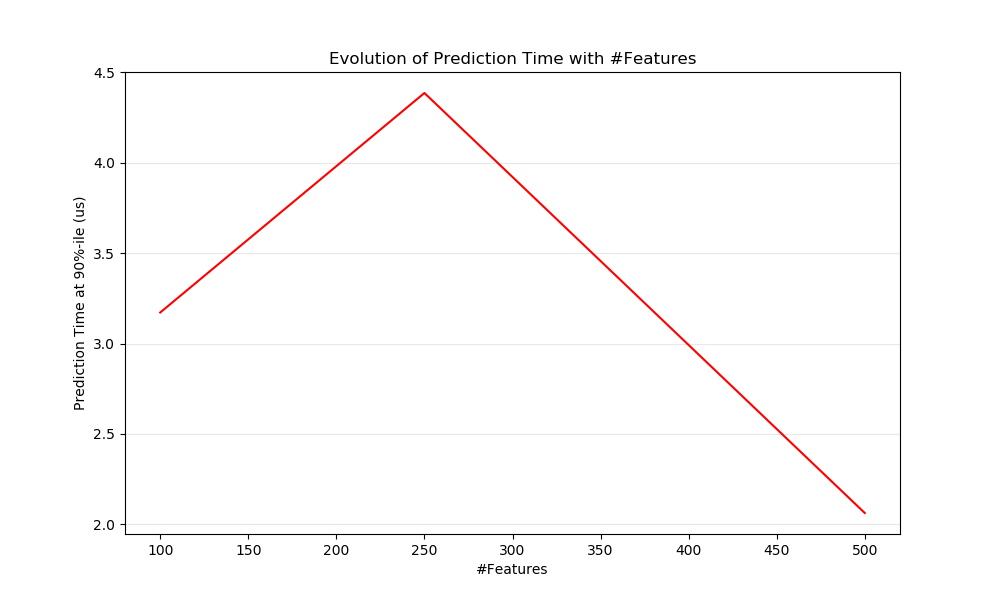 Evolution of Prediction Time with #Features
Prediction Time at 90%-ile (us)
4.5
4.0
3.5
3.0
2.5
2.0
100 150 200 250 300 350 400 450 500
#Features